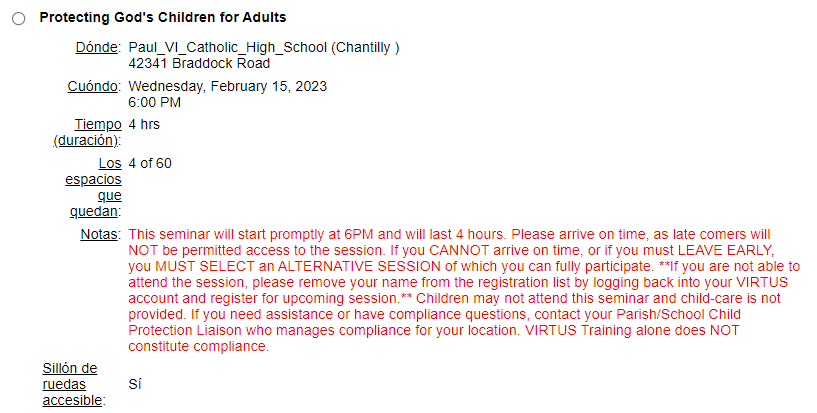 Protecting God's Children for Adults
Dónde: Paul_VI_Catholic_High_School (Chantilly )
42341 Braddock Road
Cuóndo: Wednesday, February 15, 2023
6:00 PM
Tiempo 4 hrs
(duración):
Los 4 of 60
espacios
que
quedan:
Notas: This seminar will start promptly at 6PM and will last 4 hours. Please arrive on time, as late comers will
NOT be permitted access to the session. If you CANNOT arrive on time, or if you must LEAVE EARLY,
you MUST SELECT an ALTERNATIVE SESSION of which you can fully participate. **If you are not able to
attend the session, please remove your name from the registration list by logging back into your VIRTUS
account and register for upcoming session.** Children may not attend this seminar and child-care is not
provided. If you need assistance or have compliance questions, contact your Parish/School Child
Protection Liaison who manages compliance for your location. VIRTUS Training alone does NOT
constitute compliance.
Sillón de
ruedas Sí
accesible: